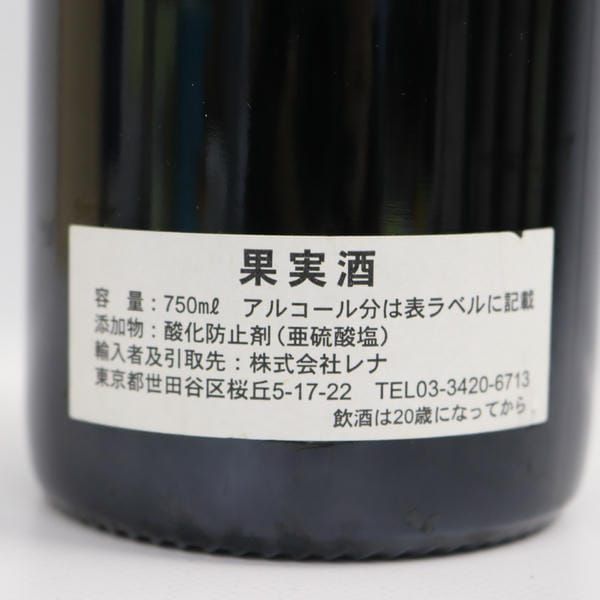 果実酒
容　量：750mℓ　アルコール分は表ラベルに記載
添加物：酸化防止剤(亜硫酸塩)
輸入者及引取先：株式会社レナ
東京都世田谷区桜丘5-17-22　TEL03-3420-6713
飲酒は20歳になってから。